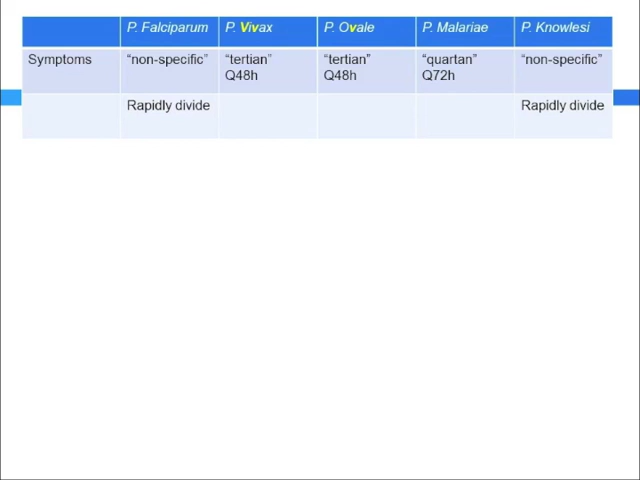 P. Falciparum P. Vivax P. Ovale P. Malariae P. Knowlesi
Symptoms “non-specific” “tertian” “tertian” “quartan” “non-specific”
Q48h Q48h Q72h
Rapidly divide Rapidly divide